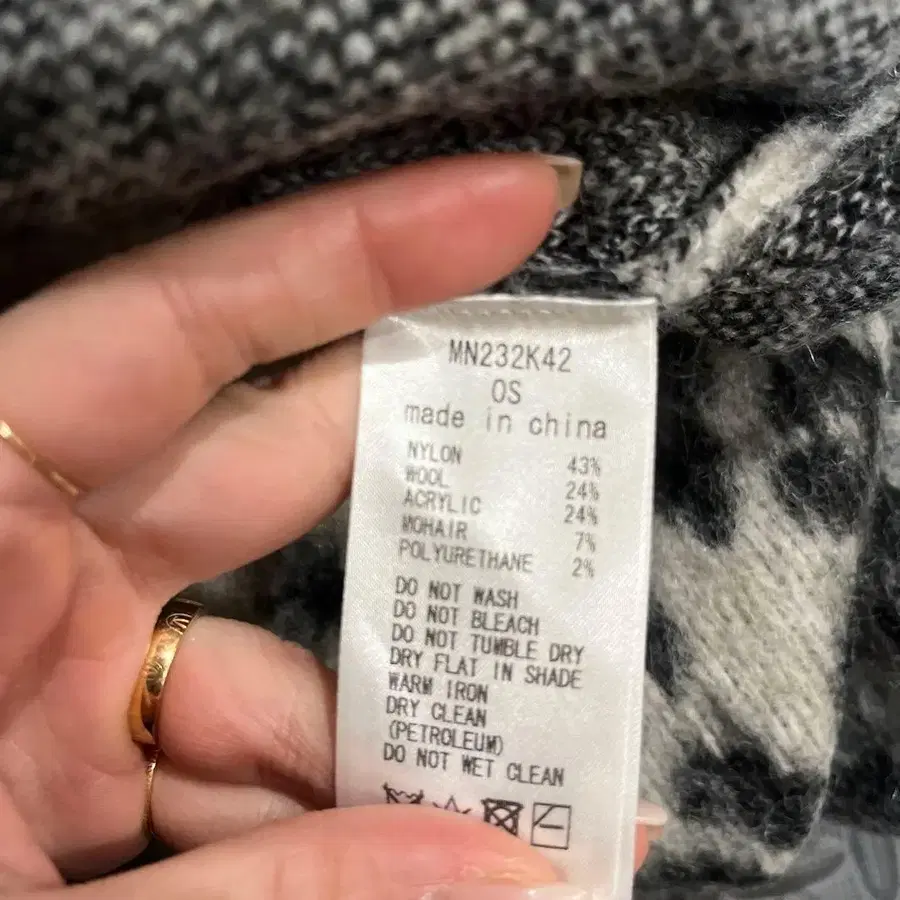 MN232K42
OS
made in china
NYLON 43%
WOOL 24%
ACRYLIC 24%
MOHAIR 7%
POLYURETHANE 2%
DO NOT WASH
DO NOT BLEACH
DO NOT TUMBLE DRY
DRY FLAT IN SHADE
WARM IRON
DRY CLEAN
(PETROLEUM)
DO NOT WET CLEAN